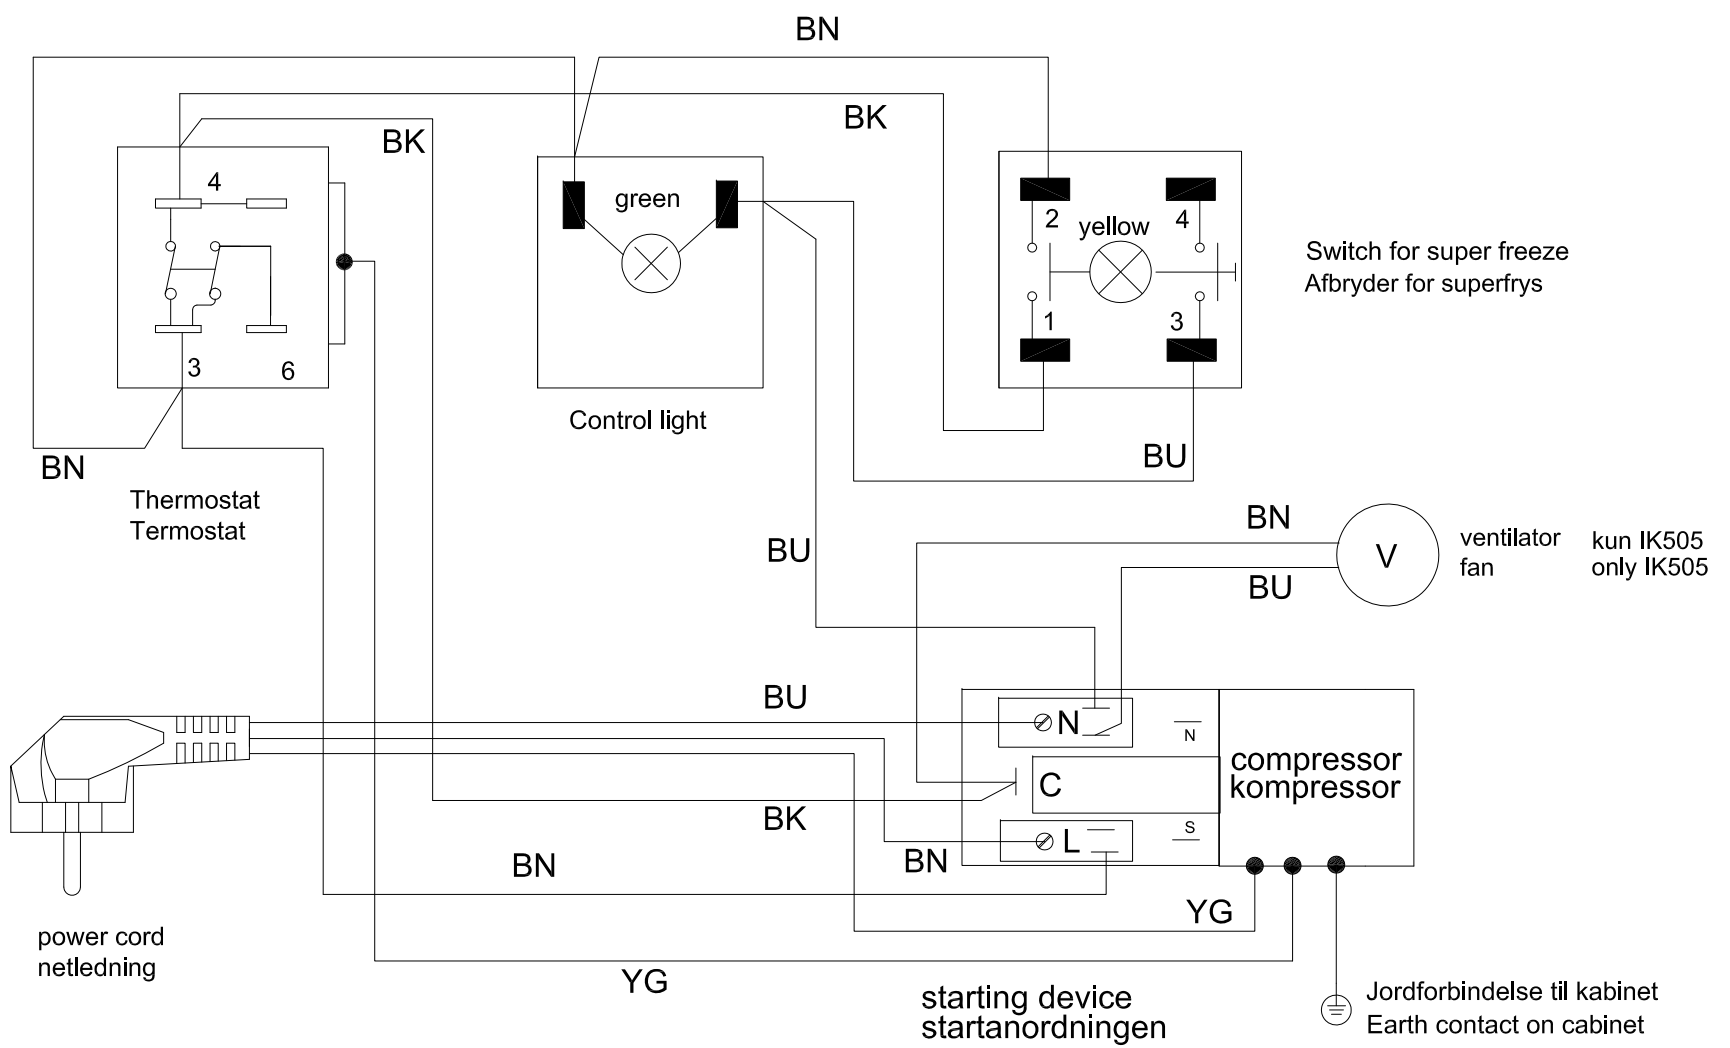 BN
BK
BK
4
green
2
yellow
4
Switch for super freeze
Afbryder for superfrys
1
3
3
6
Control light
BN
BU
Thermostat
Termostat
BN
BU
V
ventilator
fan
kun IK505
only IK505
BU
BU
N
N
compressor
kompressor
C
BK
S
L
BN
BN
YG
power cord
netledning
YG
starting device
startanordningen
Jordforbindelse til kabinet
Earth contact on cabinet